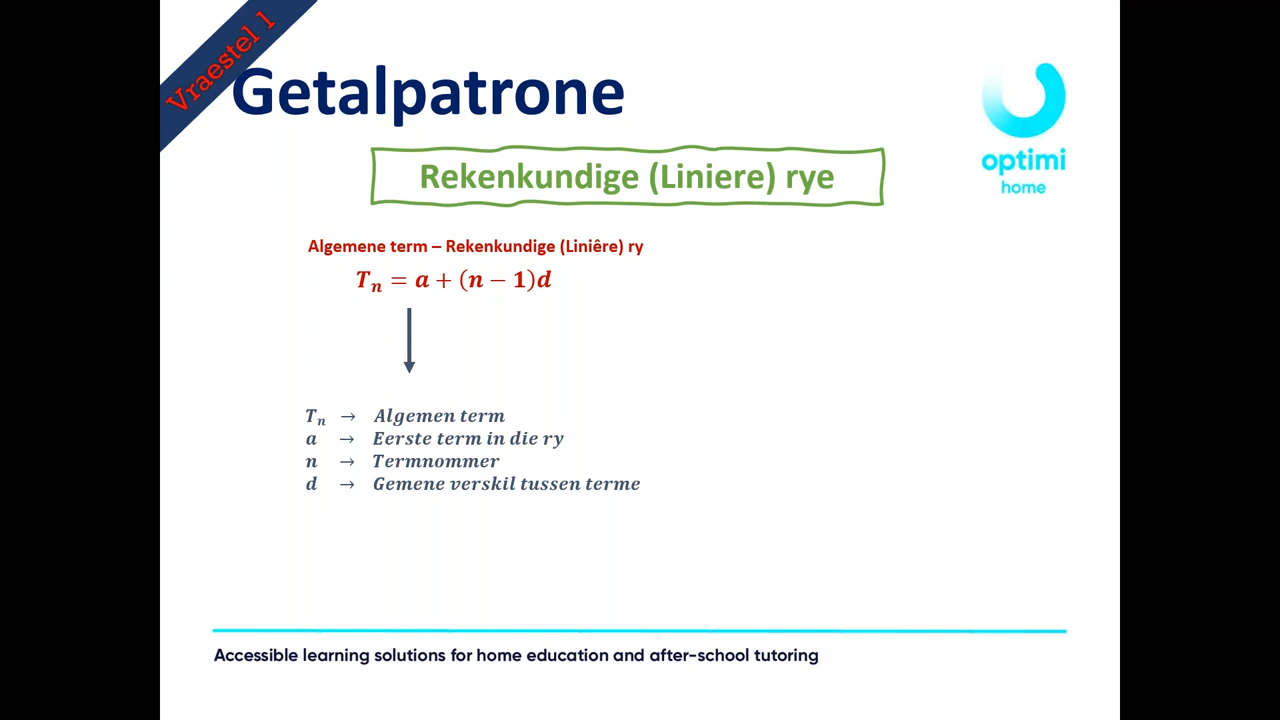 Vraestel 1
Getalpatrone
optimi
home
Rekenkundige (Liniere) rye
Algemene term – Rekenkundige (Liniêre) ry
Tₙ = a + (n − 1)d
Tₙ → Algemen term
a → Eerste term in die ry
n → Termnommer
d → Gemene verskil tussen terme
Accessible learning solutions for home education and after-school tutoring